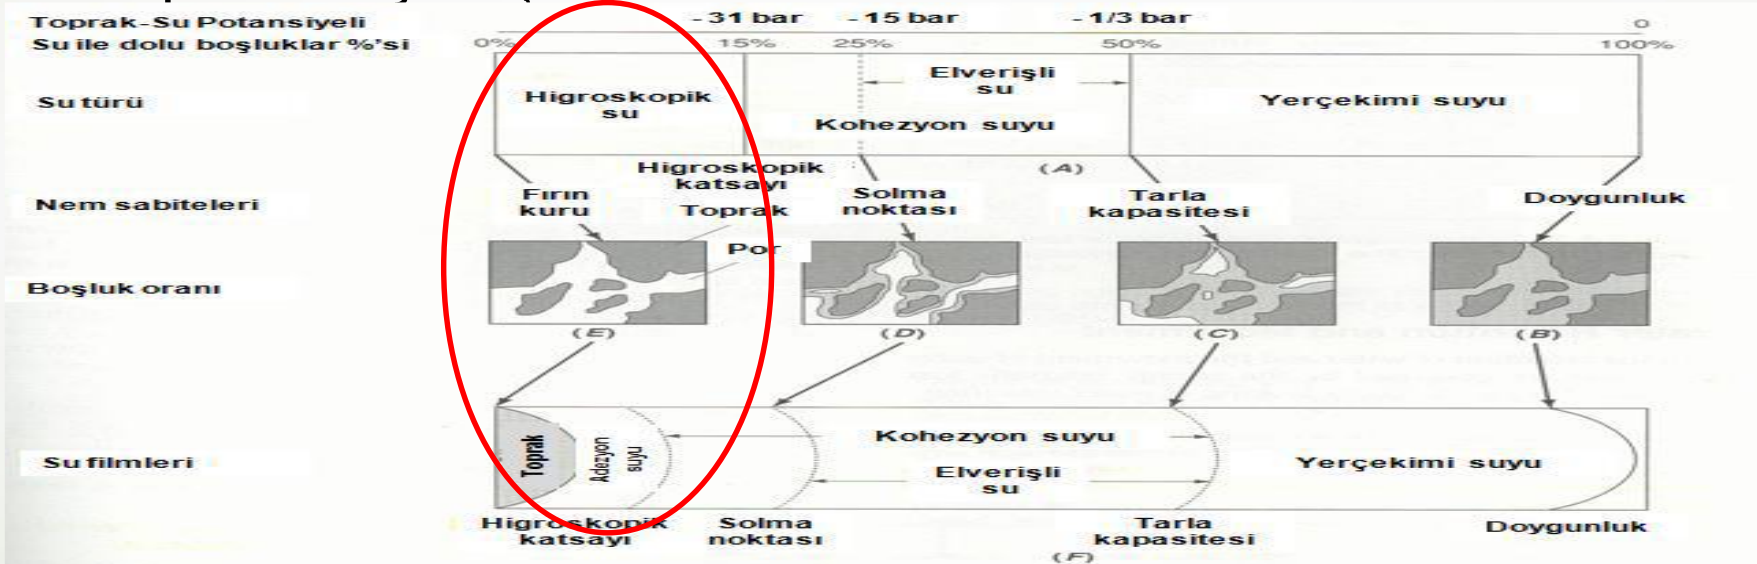 Toprak-Su Potansiyeli - 31 bar - 15 bar - 1/3 bar 0
Su ile dolu boşluklar %'si 0% 15% 25% 50% 100%
Su türü
Higroskopik
su
Elverişli
su
Kohezyon suyu
Yerçekimi suyu
(A)
Nem sabiteleri
Fırın
kuru
Higroskopik
katsayı
Toprak
Por
Solma
noktası
Tarla
kapasitesi
Doygunluk
Boşluk oranı
(E) (D) (C) (B)
Su filmleri
Toprak
Adezyon
suyu
Kohezyon suyu
Elverişli
su
Yerçekimi suyu
Higroskopik
katsayı
Solma
noktası
Tarla
kapasitesi
Doygunluk
(F)